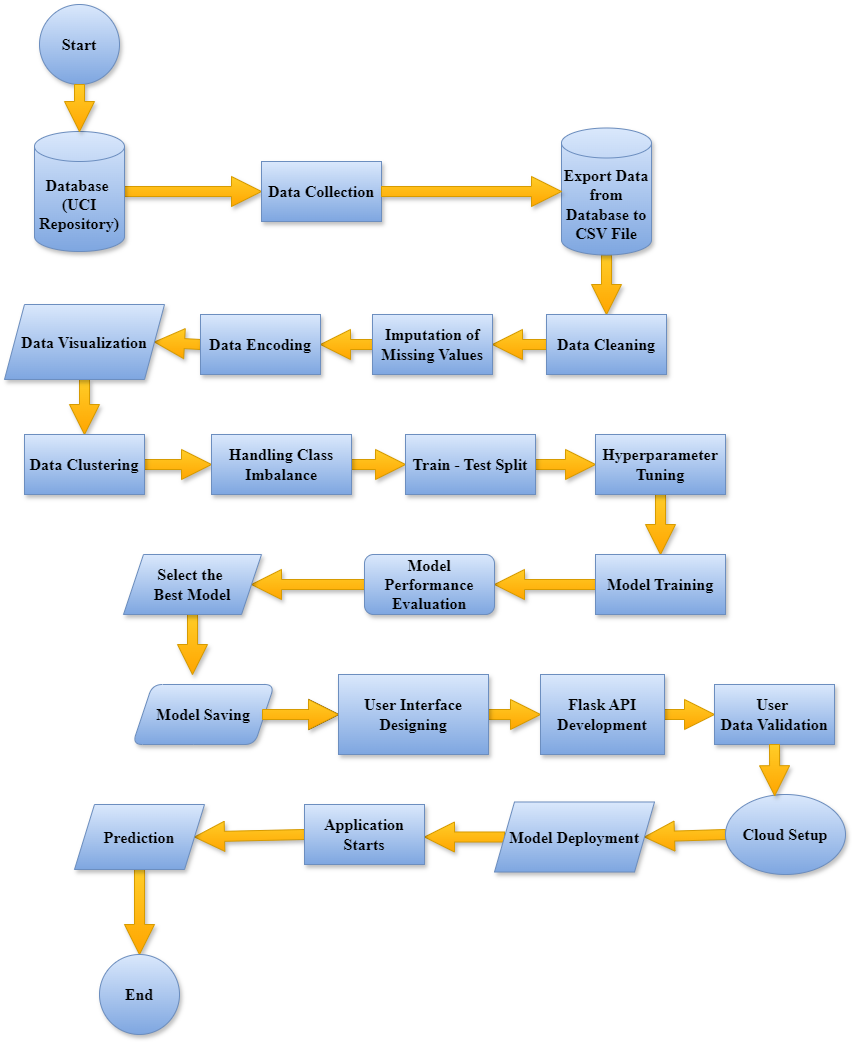 Start
Database
(UCI
Repository)
Data Collection
Export Data
from
Database to
CSV File
Data Cleaning
Imputation of
Missing Values
Data Encoding
Data Visualization
Data Clustering
Handling Class
Imbalance
Train - Test Split
Hyperparameter
Tuning
Model Training
Model
Performance
Evaluation
Select the
Best Model
Model Saving
User Interface
Designing
Flask API
Development
User
Data Validation
Cloud Setup
Model Deployment
Application
Starts
Prediction
End